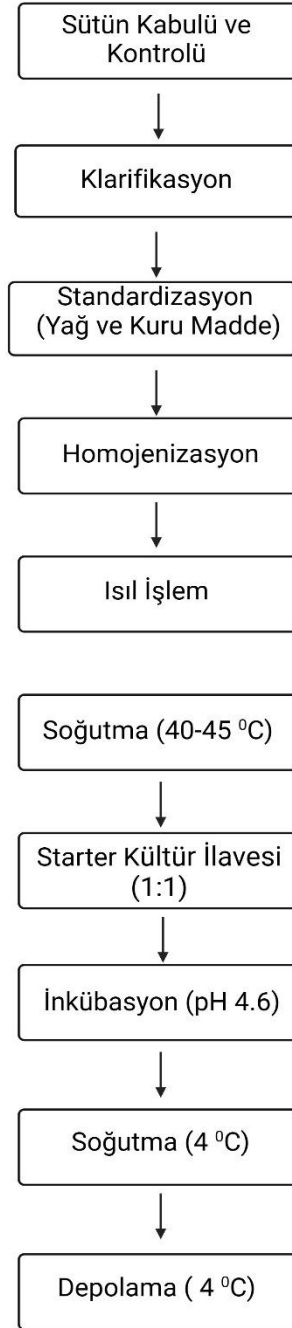 Sütün Kabulü ve
Kontrolü
Klarifikasyon
Standardizasyon
(Yağ ve Kuru Madde)
Homojenizasyon
Isıl İşlem
Soğutma (40-45 ⁰C)
Starter Kültür İlavesi
(1:1)
İnkübasyon (pH 4.6)
Soğutma (4 ⁰C)
Depolama ( 4 ⁰C)